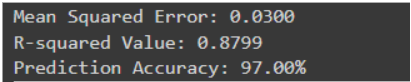 Mean Squared Error: 0.0300
R-squared Value: 0.8799
Prediction Accuracy: 97.00%